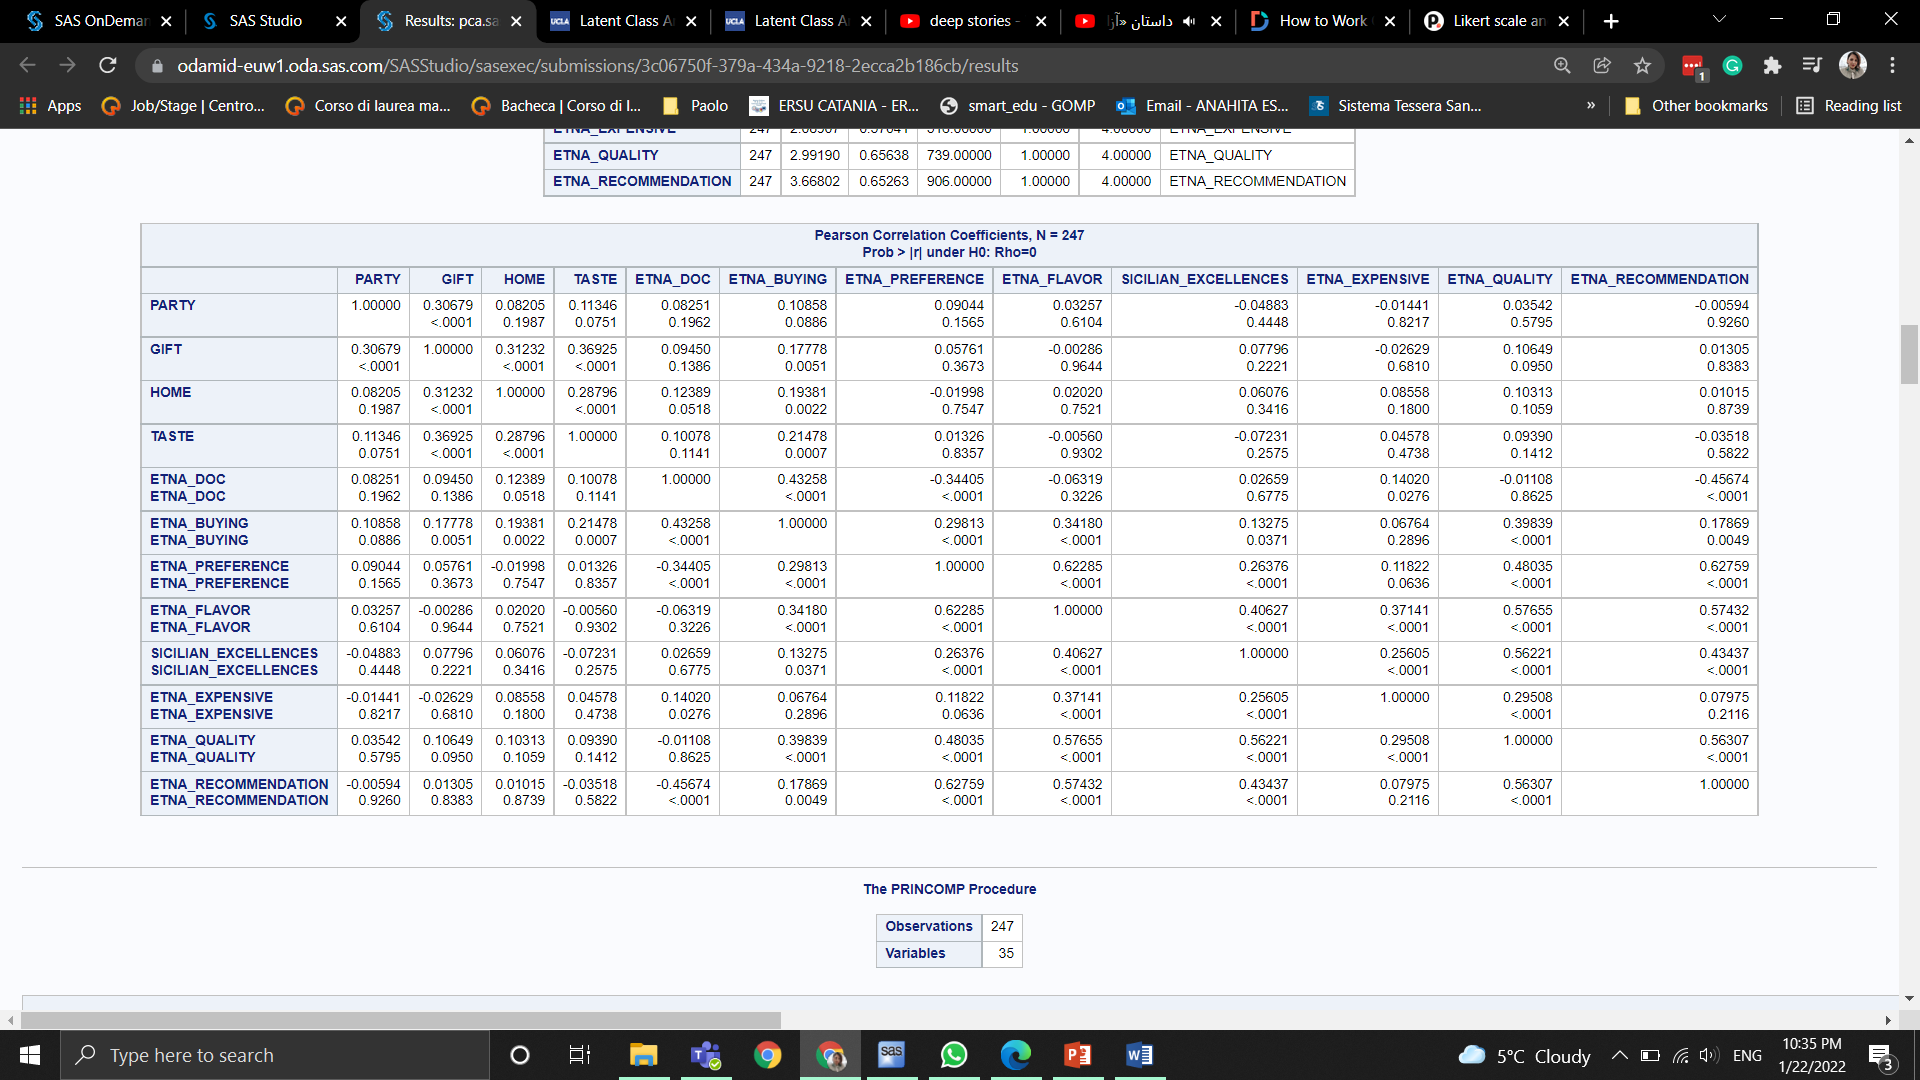 SAS OnDemar
SAS Studio
Results: pca.sa
UCLA Latent Class A
UCLA Latent Class A
deep stories -
داستان «آرا
How to Work
Likert scale an
odamid-euw1.oda.sas.com/SASStudio/sasexec/submissions/3c06750f-379a-434a-9218-2ecca2b186cb/results
1
Apps Job/Stage | Centro... Corso di laurea ma... Bacheca | Corso di l... Paolo ERSU CATANIA - ER... smart_edu - GOMP Email - ANAHITA ES... Sistema Tessera San... » Other bookmarks Reading list
ETNA_EXPENSIVE 247 4.00000 ETNA_EXPENSIVE
ETNA_QUALITY 247 2.99190 0.65638 739.00000 1.00000 4.00000 ETNA_QUALITY
ETNA_RECOMMENDATION 247 3.66802 0.65263 906.00000 1.00000 4.00000 ETNA_RECOMMENDATION
Pearson Correlation Coefficients, N = 247
Prob > |r| under H0: Rho=0
PARTY GIFT HOME TASTE ETNA_DOC ETNA_BUYING ETNA_PREFERENCE ETNA_FLAVOR SICILIAN_EXCELLENCES ETNA_EXPENSIVE ETNA_QUALITY ETNA_RECOMMENDATION
PARTY 1.00000 0.30679 0.08205 0.11346 0.08251 0.10858 0.09044 0.03257 -0.04883 -0.01441 0.03542 -0.00594
<.0001 0.1987 0.0751 0.1962 0.0886 0.1565 0.6104 0.4448 0.8217 0.5795 0.9260
GIFT 0.30679 1.00000 0.31232 0.36925 0.09450 0.17778 0.05761 -0.00286 0.07796 -0.02629 0.10649 0.01305
<.0001 <.0001 <.0001 0.1386 0.0051 0.3673 0.9644 0.2221 0.6810 0.0950 0.8383
HOME 0.08205 0.31232 1.00000 0.28796 0.12389 0.19381 -0.01998 0.02020 0.06076 0.08558 0.10313 0.01015
0.1987 <.0001 <.0001 0.0518 0.0022 0.7547 0.7521 0.3416 0.1800 0.1059 0.8739
TASTE 0.11346 0.36925 0.28796 1.00000 0.10078 0.21478 0.01326 -0.00560 -0.07231 0.04578 0.09390 -0.03518
0.0751 <.0001 <.0001 0.1141 0.0007 0.8357 0.9302 0.2575 0.4738 0.1412 0.5822
ETNA_DOC 0.08251 0.09450 0.12389 0.10078 1.00000 0.43258 -0.34405 -0.06319 0.02659 0.14020 -0.01108 -0.45674
ETNA_DOC 0.1962 0.1386 0.0518 0.1141 <.0001 <.0001 0.3226 0.6775 0.0276 0.8625 <.0001
ETNA_BUYING 0.10858 0.17778 0.19381 0.21478 0.43258 1.00000 0.29813 0.34180 0.13275 0.06764 0.39839 0.17869
ETNA_BUYING 0.0886 0.0051 0.0022 0.0007 <.0001 <.0001 <.0001 0.0371 0.2896 <.0001 0.0049
ETNA_PREFERENCE 0.09044 0.05761 -0.01998 0.01326 -0.34405 0.29813 1.00000 0.62285 0.26376 0.11822 0.48035 0.62759
ETNA_PREFERENCE 0.1565 0.3673 0.7547 0.8357 <.0001 <.0001 <.0001 <.0001 0.0636 <.0001 <.0001
ETNA_FLAVOR 0.03257 -0.00286 0.02020 -0.00560 -0.06319 0.34180 0.62285 1.00000 0.40627 0.37141 0.57655 0.57432
ETNA_FLAVOR 0.6104 0.9644 0.7521 0.9302 0.3226 <.0001 <.0001 <.0001 <.0001 <.0001 <.0001
SICILIAN_EXCELLENCES -0.04883 0.07796 0.06076 -0.07231 0.02659 0.13275 0.26376 0.40627 1.00000 0.25605 0.56221 0.43437
SICILIAN_EXCELLENCES 0.4448 0.2221 0.3416 0.2575 0.6775 0.0371 <.0001 <.0001 <.0001 <.0001 <.0001
ETNA_EXPENSIVE -0.01441 -0.02629 0.08558 0.04578 0.14020 0.06764 0.11822 0.37141 0.25605 1.00000 0.29508 0.07975
ETNA_EXPENSIVE 0.8217 0.6810 0.1800 0.4738 0.0276 0.2896 0.0636 <.0001 <.0001 <.0001 0.2116
ETNA_QUALITY 0.03542 0.10649 0.10313 0.09390 -0.01108 0.39839 0.48035 0.57655 0.56221 0.29508 1.00000 0.56307
ETNA_QUALITY 0.5795 0.0950 0.1059 0.1412 0.8625 <.0001 <.0001 <.0001 <.0001 <.0001 <.0001
ETNA_RECOMMENDATION -0.00594 0.01305 0.01015 -0.03518 -0.45674 0.17869 0.62759 0.57432 0.43437 0.07975 0.56307 1.00000
ETNA_RECOMMENDATION 0.9260 0.8383 0.8739 0.5822 <.0001 0.0049 <.0001 <.0001 <.0001 0.2116 <.0001
The PRINCOMP Procedure
Observations 247
Variables 35
Type here to search
sas
5°C Cloudy
ENG
10:35 PM
1/22/2022
3